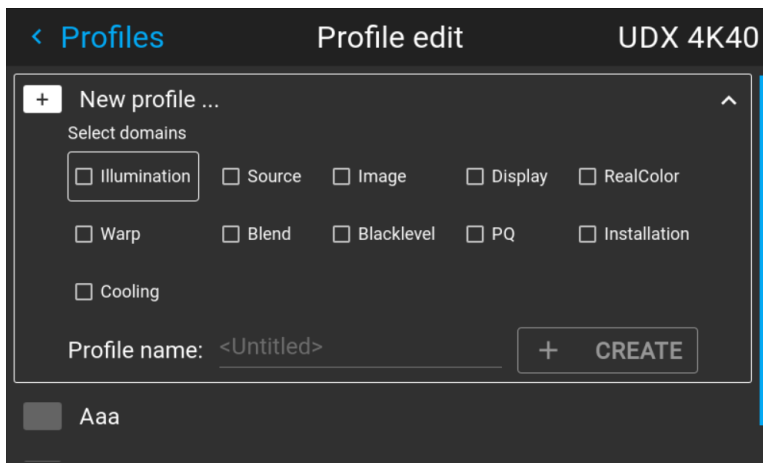 Profiles Profile edit UDX 4K40
+ New profile ...
Select domains
Illumination Source Image Display RealColor
Warp Blend Blacklevel PQ Installation
Cooling
Profile name: <Untitled> + CREATE
Aaa